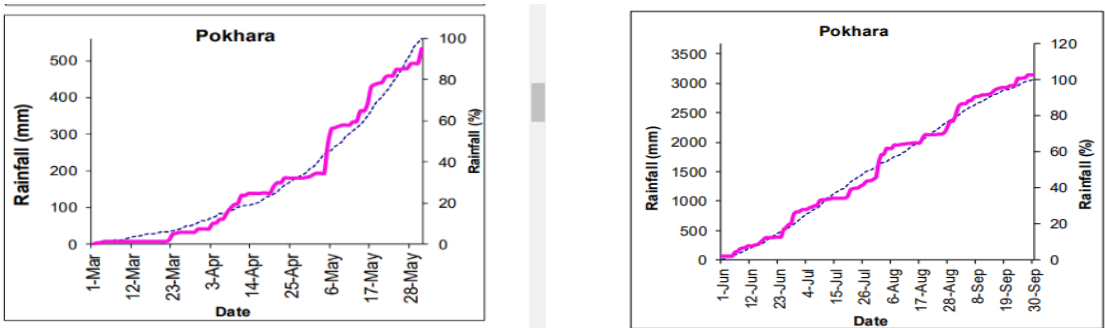 Pokhara
Rainfall (mm)
500
400
300
200
100
0
100
80
60
40
20
0
Rainfall (%)
1-Mar
12-Mar
23-Mar
3-Apr
14-Apr
25-Apr
6-May
17-May
28-May
Date
Pokhara
Rainfall (mm)
3500
3000
2500
2000
1500
1000
500
0
120
100
80
60
40
20
0
Rainfall (%)
1-Jun
12-Jun
23-Jun
4-Jul
15-Jul
26-Jul
6-Aug
17-Aug
28-Aug
8-Sep
19-Sep
30-Sep
Date